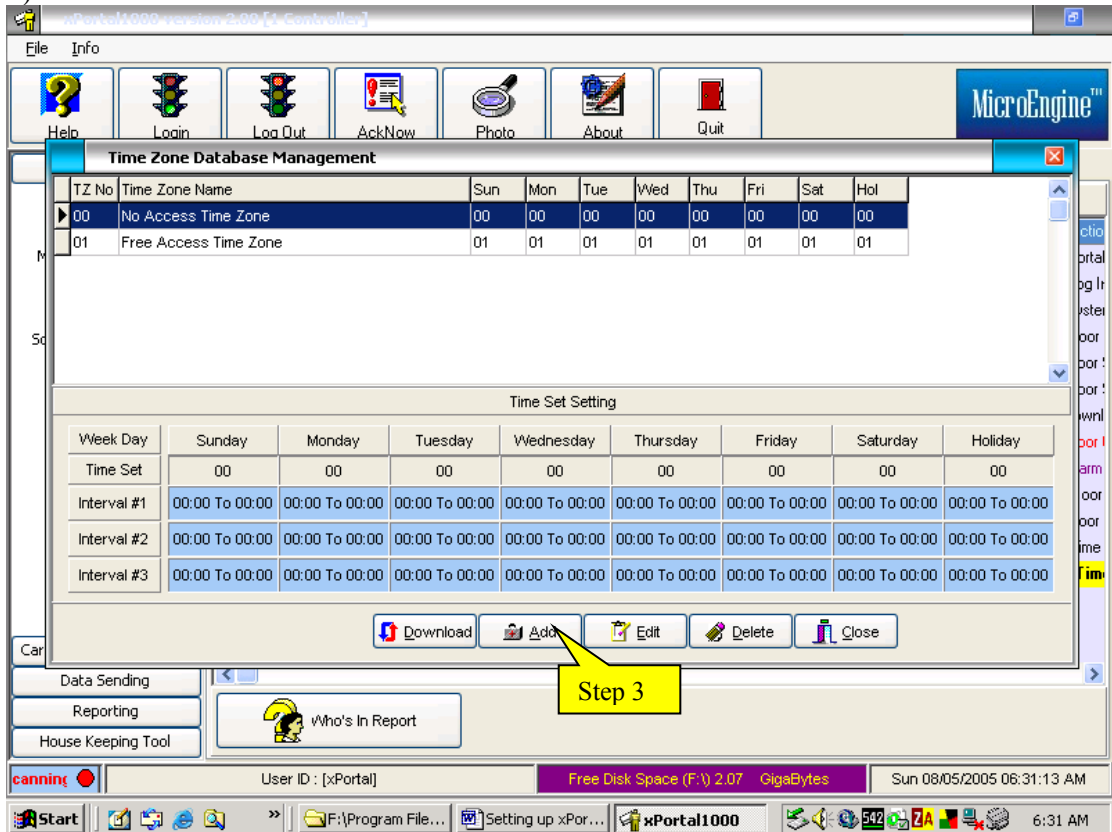 xPortal1000 version 2.00 [1 Controller]
File Info
Help Login Log Out AckNow Photo About Quit
MicroEngine™
Time Zone Database Management
TZ No Time Zone Name Sun Mon Tue Wed Thu Fri Sat Hol
00 No Access Time Zone 00 00 00 00 00 00 00 00
01 Free Access Time Zone 01 01 01 01 01 01 01 01
Time Set Setting
Week Day Sunday Monday Tuesday Wednesday Thursday Friday Saturday Holiday
Time Set 00 00 00 00 00 00 00 00
Interval #1 00:00 To 00:00 00:00 To 00:00 00:00 To 00:00 00:00 To 00:00 00:00 To 00:00 00:00 To 00:00 00:00 To 00:00 00:00 To 00:00
Interval #2 00:00 To 00:00 00:00 To 00:00 00:00 To 00:00 00:00 To 00:00 00:00 To 00:00 00:00 To 00:00 00:00 To 00:00 00:00 To 00:00
Interval #3 00:00 To 00:00 00:00 To 00:00 00:00 To 00:00 00:00 To 00:00 00:00 To 00:00 00:00 To 00:00 00:00 To 00:00 00:00 To 00:00
Download Add Edit Delete Close
Step 3
Car
Data Sending
Reporting
House Keeping Tool
Who's In Report
canning User ID : [xPortal] Free Disk Space (F:\) 2.07 GigaBytes Sun 08/05/2005 06:31:13 AM
Start » F:\Program File... Setting up xPor... xPortal1000 542 ZA 6:31 AM